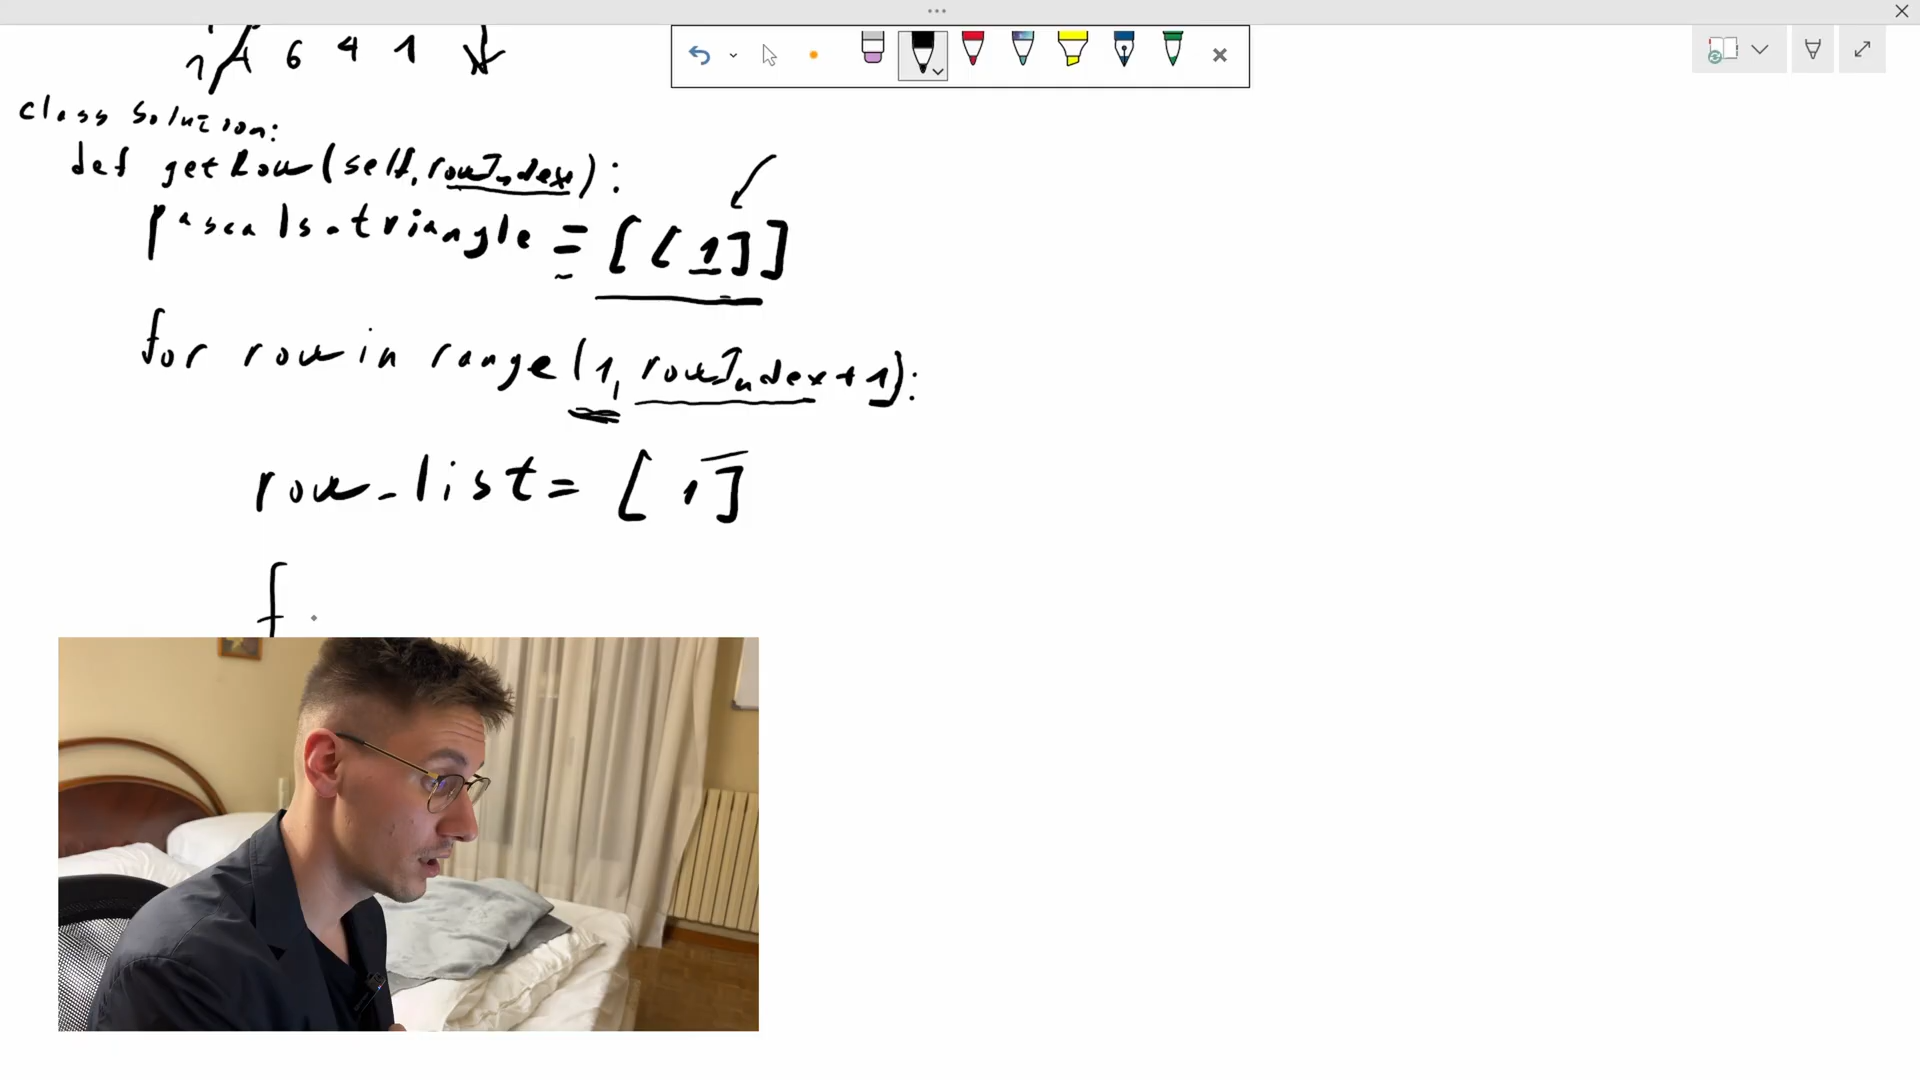 1 4 6 4 1
class Solution:
def getRow(self, rowIndex):
pascals_triangle = [[1]]
for row in range(1, rowIndex + 1):
row_list = [1]
f